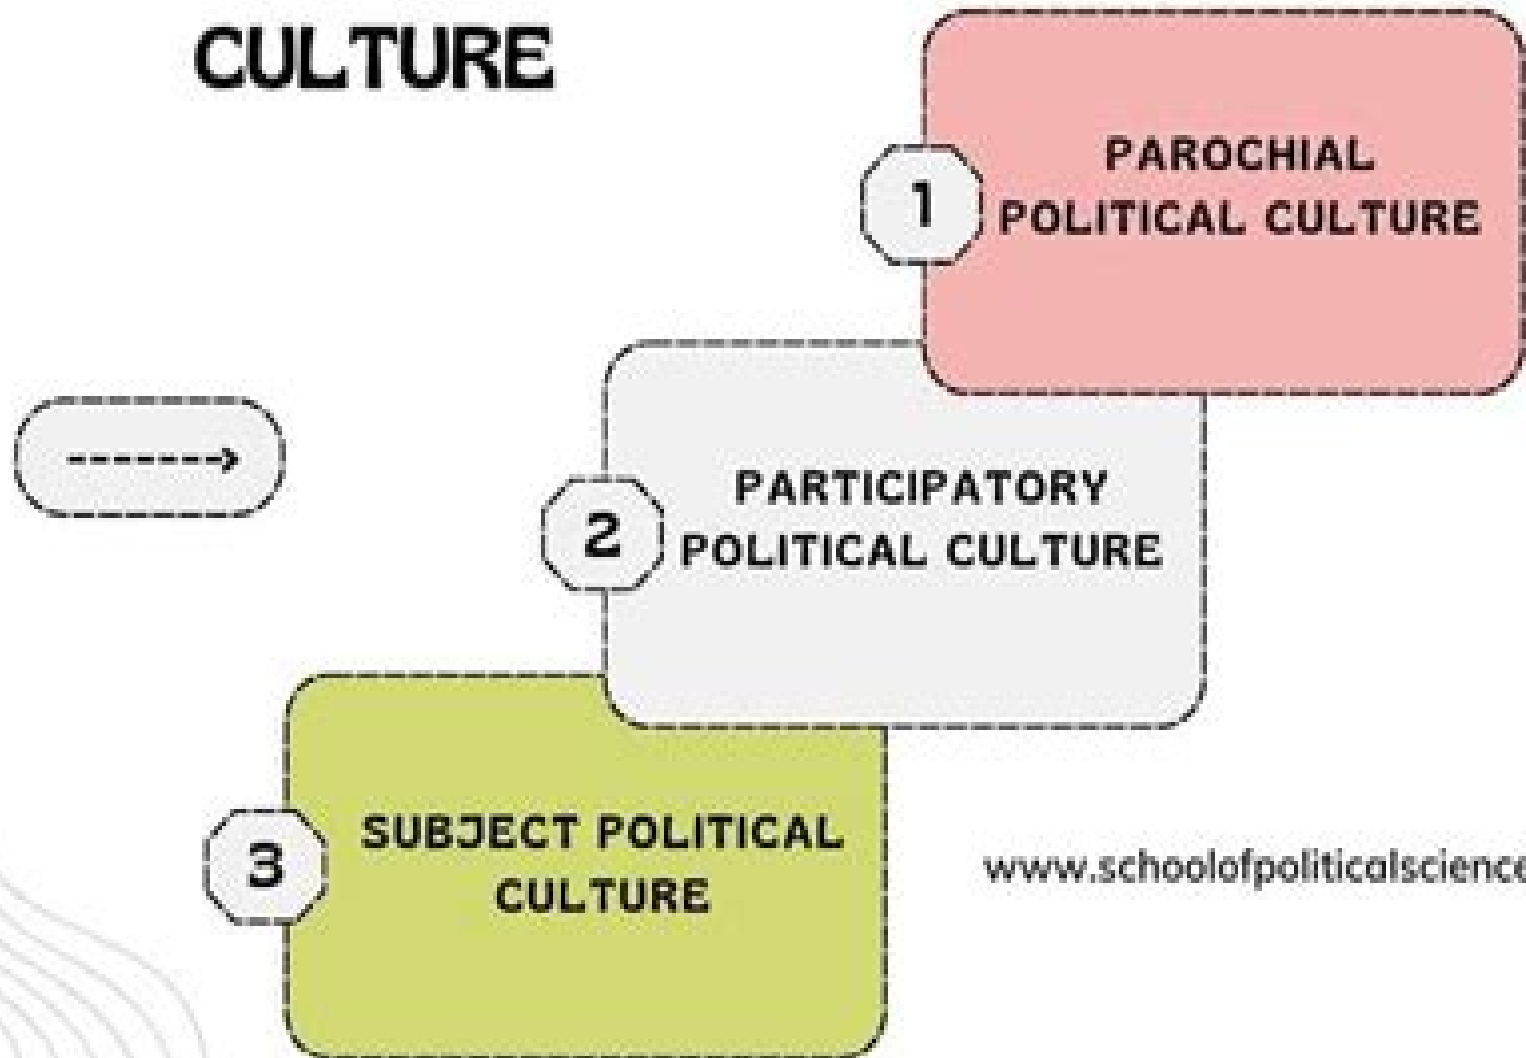 CULTURE
1
PAROCHIAL
POLITICAL CULTURE
2
PARTICIPATORY
POLITICAL CULTURE
3
SUBJECT POLITICAL
CULTURE
www.schoolofpoliticalscience